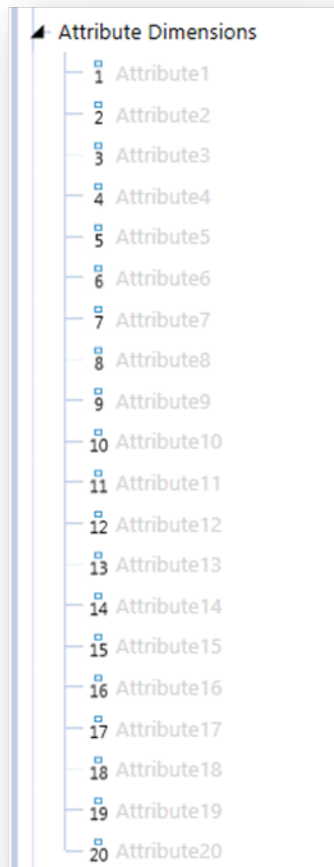 Attribute Dimensions
1 Attribute1
2 Attribute2
3 Attribute3
4 Attribute4
5 Attribute5
6 Attribute6
7 Attribute7
8 Attribute8
9 Attribute9
10 Attribute10
11 Attribute11
12 Attribute12
13 Attribute13
14 Attribute14
15 Attribute15
16 Attribute16
17 Attribute17
18 Attribute18
19 Attribute19
20 Attribute20